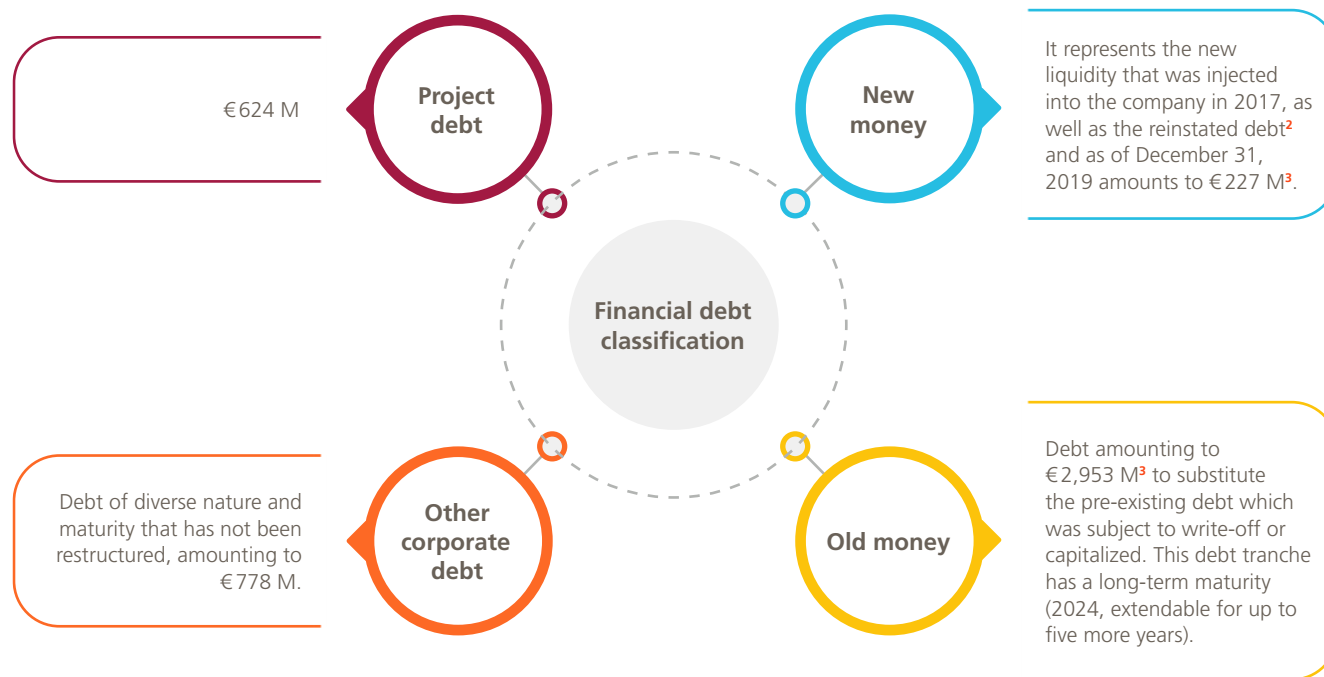 €624 M
Project
debt
New
money
It represents the new
liquidity that was injected
into the company in 2017, as
well as the reinstated debt²
and as of December 31,
2019 amounts to €227 M³.
Financial debt
classification
Debt of diverse nature and
maturity that has not been
restructured, amounting to
€778 M.
Other
corporate
debt
Old money
Debt amounting to
€2,953 M³ to substitute
the pre-existing debt which
was subject to write-off or
capitalized. This debt tranche
has a long-term maturity
(2024, extendable for up to
five more years).